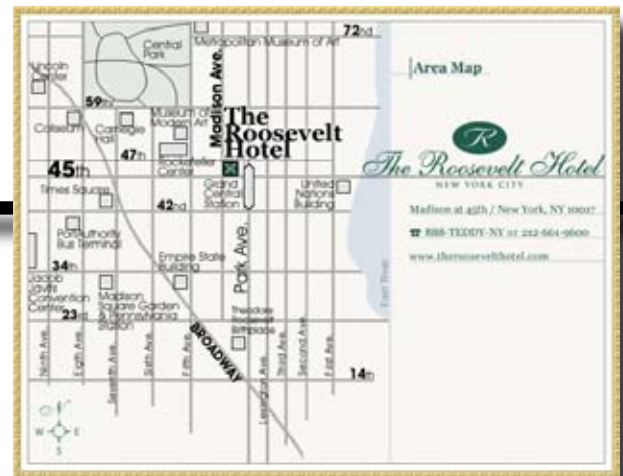 72nd
Metropolitan Museum of Art
Central
Park
Lincoln
Center
Madison Ave.
59th
Museum of
Modern Art
The
Roosevelt
Hotel
Coliseum
Carnegie
Hall
47th
Rockefeller
Center
45th
Grand
Central
Station
United
Nations
Building
Times Square
42nd
Port Authority
Bus Terminal
Park Ave.
Empire State
Building
34th
Jacob
Javits
Convention
Center
Madison
Square Garden
& Pennsylvania
Station
23rd
Theodore
Roosevelt
Birthplace
East River
BROADWAY
Ninth Ave.
Eigth Ave.
Seventh Ave.
Sixth Ave.
Fifth Ave.
Lexington Ave.
Third Ave.
Second Ave.
First Ave.
14th
N
W E
S
Area Map
R
The Roosevelt Hotel
NEW YORK CITY
Madison at 45th / New York, NY 10017
☎ 888-TEDDY-NY or 212-661-9600
www.theroosevelthotel.com